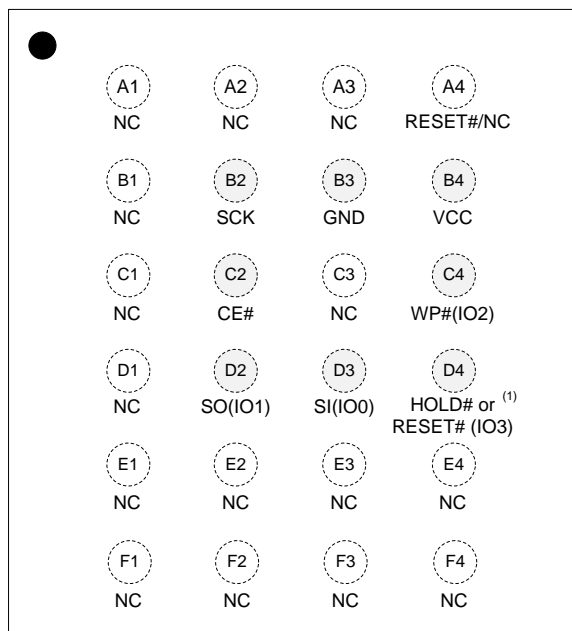 A1 A2 A3 A4
NC NC NC RESET#/NC
B1 B2 B3 B4
NC SCK GND VCC
C1 C2 C3 C4
NC CE# NC WP#(IO2)
D1 D2 D3 D4
NC SO(IO1) SI(IO0) HOLD# or (1)
RESET# (IO3)
E1 E2 E3 E4
NC NC NC NC
F1 F2 F3 F4
NC NC NC NC